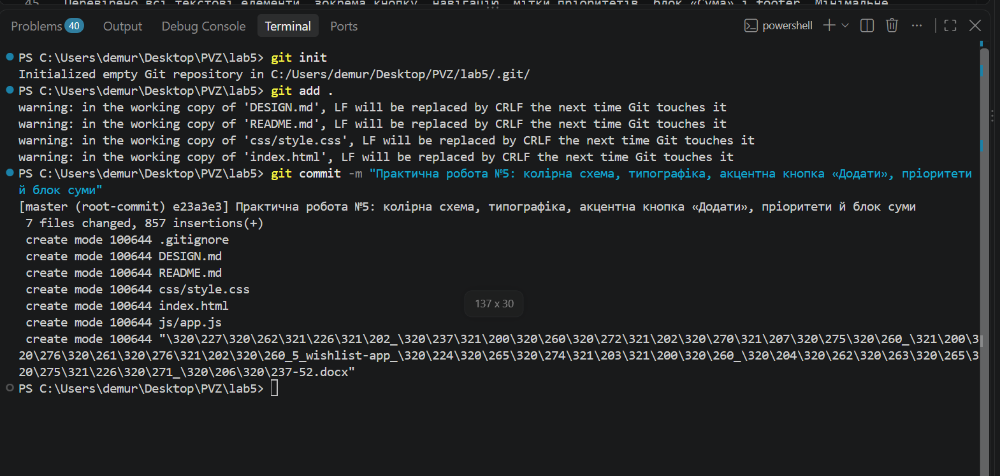 45 Перевірено всі текстові елементи, зокрема кнопку, навігацію, мітки пріоритетів, блок «Сума» і footer. Мінімальне
Problems 40 Output Debug Console Terminal Ports powershell
PS C:\Users\demur\Desktop\PVZ\lab5> git init
Initialized empty Git repository in C:/Users/demur/Desktop/PVZ/lab5/.git/
PS C:\Users\demur\Desktop\PVZ\lab5> git add .
warning: in the working copy of 'DESIGN.md', LF will be replaced by CRLF the next time Git touches it
warning: in the working copy of 'README.md', LF will be replaced by CRLF the next time Git touches it
warning: in the working copy of 'css/style.css', LF will be replaced by CRLF the next time Git touches it
warning: in the working copy of 'index.html', LF will be replaced by CRLF the next time Git touches it
PS C:\Users\demur\Desktop\PVZ\lab5> git commit -m "Практична робота №5: колірна схема, типографіка, акцентна кнопка «Додати», пріоритети
й блок суми"
[master (root-commit) e23a3e3] Практична робота №5: колірна схема, типографіка, акцентна кнопка «Додати», пріоритети й блок суми
7 files changed, 857 insertions(+)
create mode 100644 .gitignore
create mode 100644 DESIGN.md
create mode 100644 README.md
create mode 100644 css/style.css
create mode 100644 index.html
137 x 30
create mode 100644 js/app.js
create mode 100644 "\320\227\320\262\321\226\321\202_\320\237\321\200\320\260\320\272\321\202\320\270\321\207\320\275\320\260_\321\200\3
20\276\320\261\320\276\321\202\320\260_5_wishlist-app_\320\224\320\265\320\274\321\203\321\200\320\260_\320\204\320\262\320\263\320\265\3
20\275\321\226\320\271_\320\206\320\237-52.docx"
PS C:\Users\demur\Desktop\PVZ\lab5>